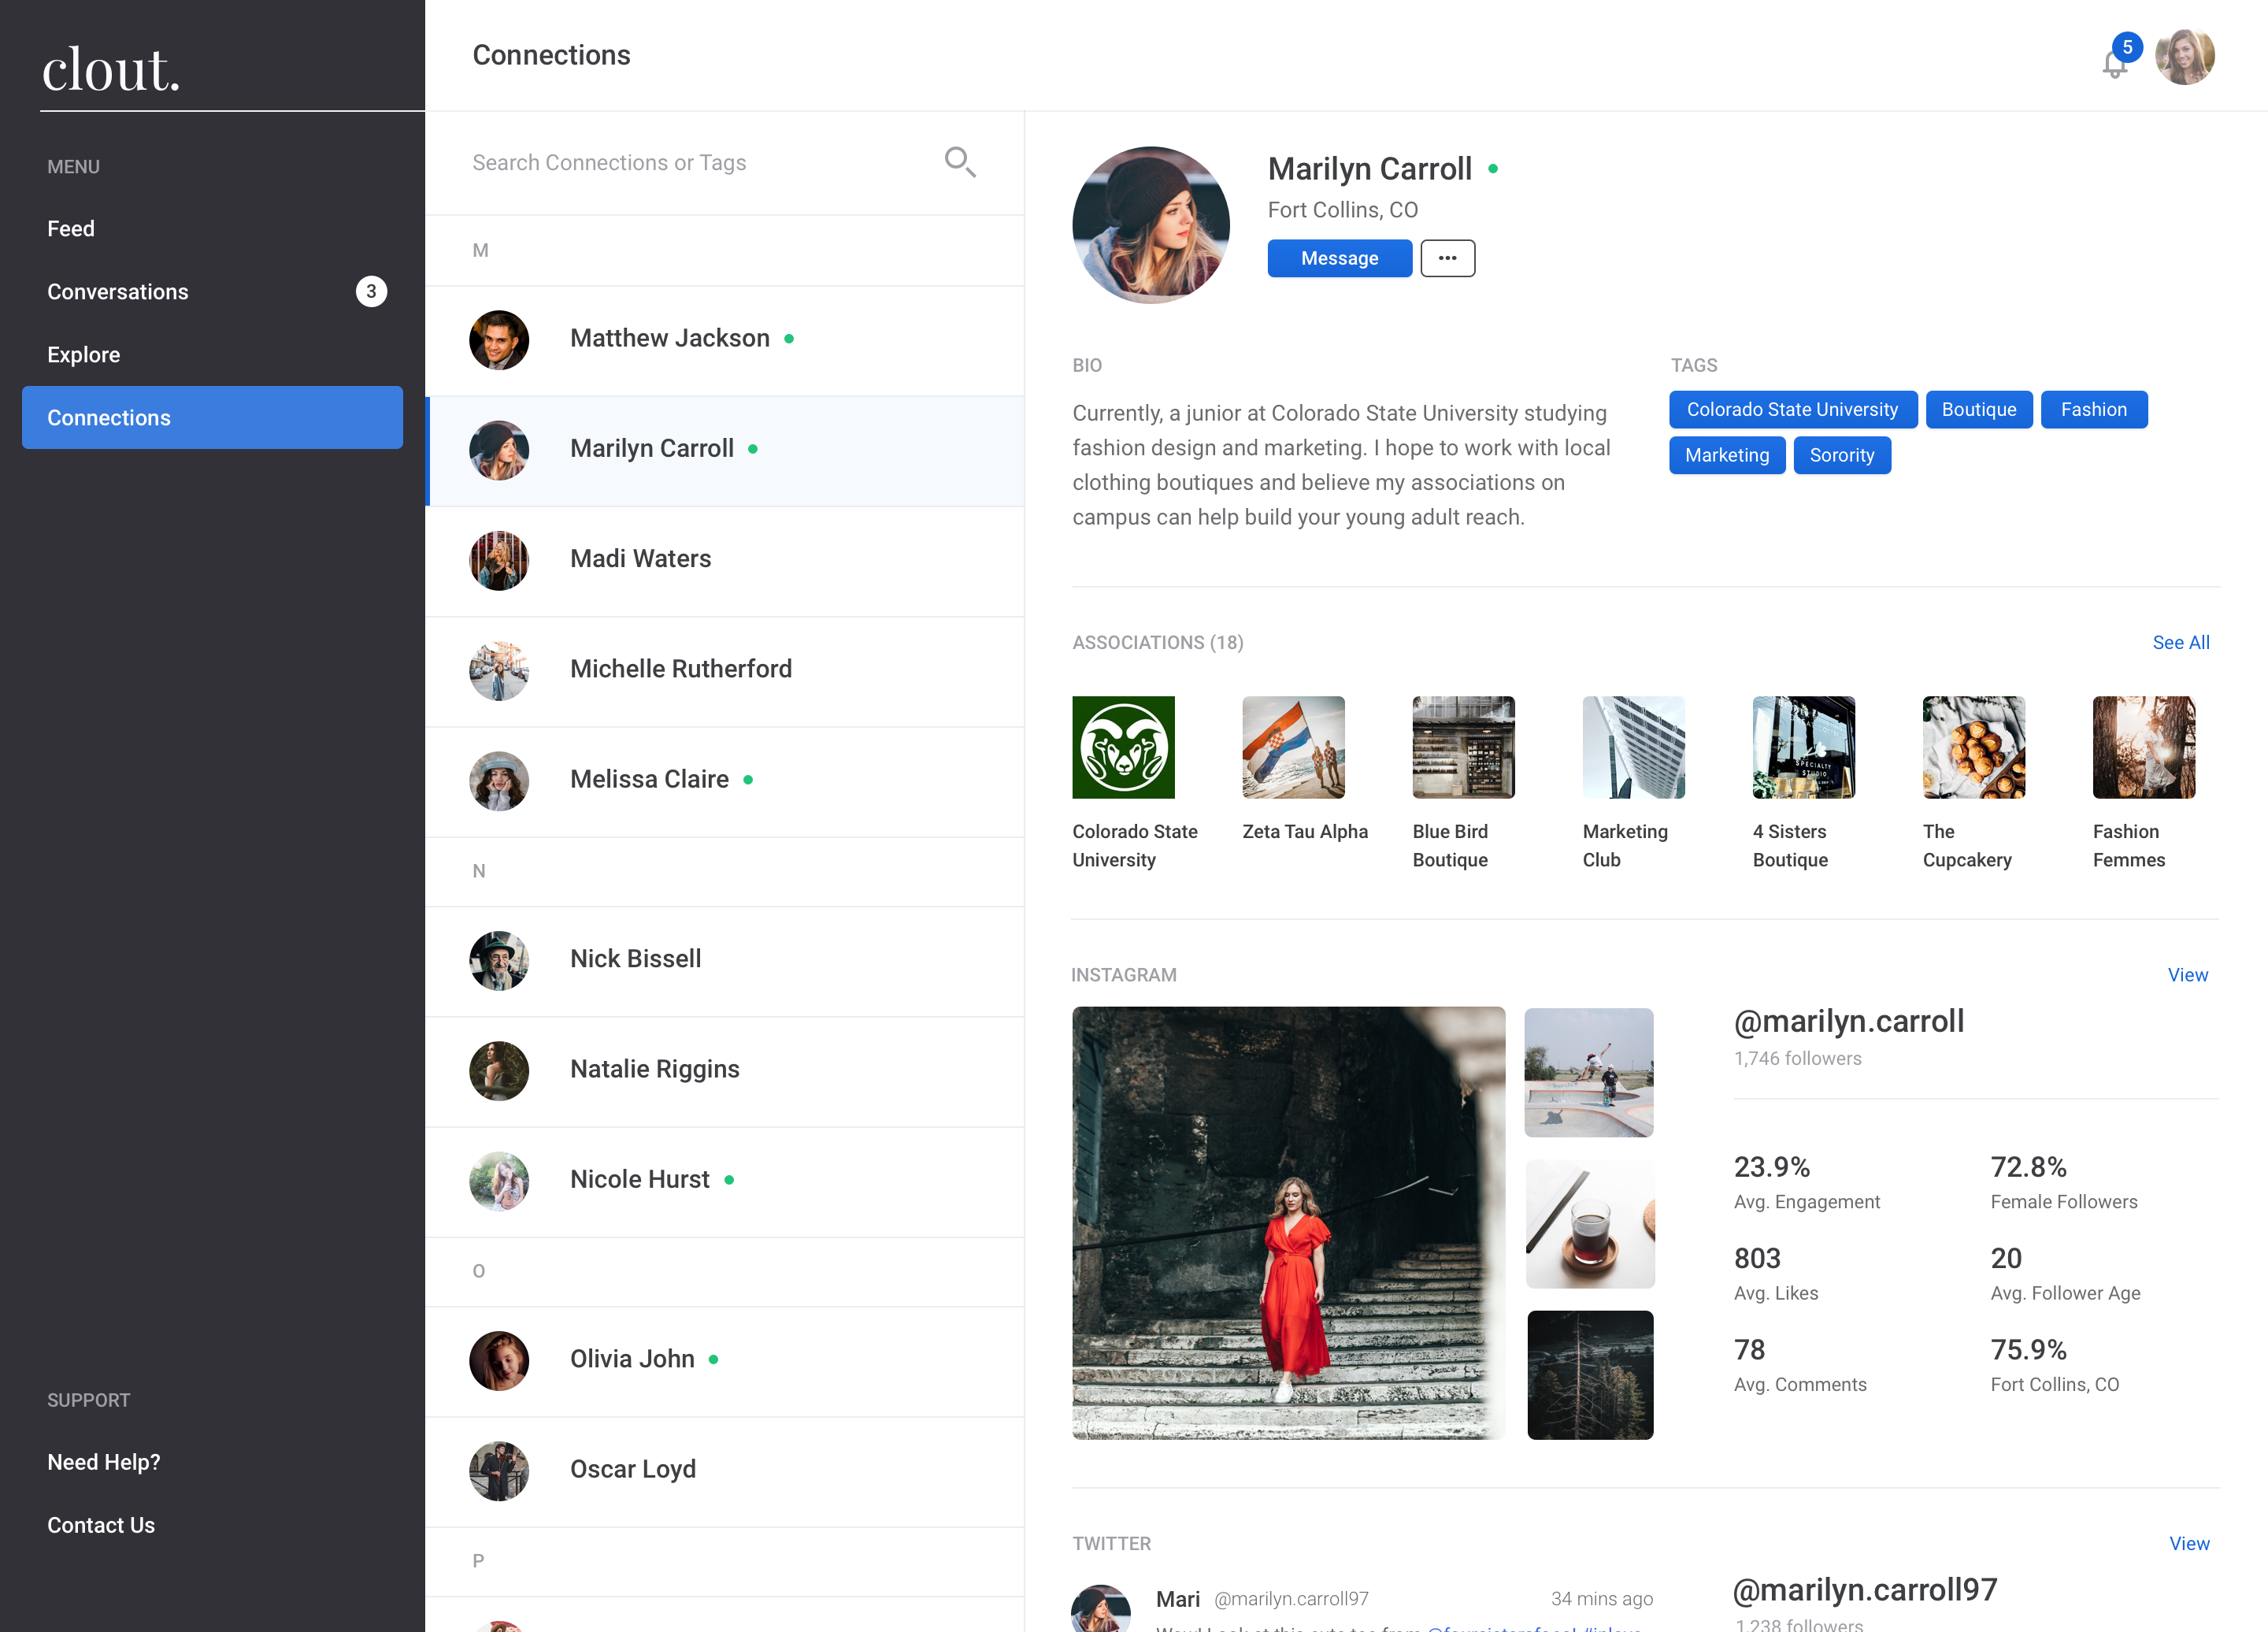 clout.
MENU
Feed
Conversations
3
Explore
Connections
SUPPORT
Need Help?
Contact Us
Connections
5
Search Connections or Tags
M
Matthew Jackson
Marilyn Carroll
Madi Waters
Michelle Rutherford
Melissa Claire
N
Nick Bissell
Natalie Riggins
Nicole Hurst
O
Olivia John
Oscar Loyd
P
Marilyn Carroll
Fort Collins, CO
Message
BIO
Currently, a junior at Colorado State University studying
fashion design and marketing. I hope to work with local
clothing boutiques and believe my associations on
campus can help build your young adult reach.
TAGS
Colorado State University
Boutique
Fashion
Marketing
Sorority
ASSOCIATIONS (18)
See All
SPECIALTY
STUDIO
Colorado State
University
Zeta Tau Alpha
Blue Bird
Boutique
Marketing
Club
4 Sisters
Boutique
The
Cupcakery
Fashion
Femmes
INSTAGRAM
View
@marilyn.carroll
1,746 followers
23.9%
Avg. Engagement
72.8%
Female Followers
803
Avg. Likes
20
Avg. Follower Age
78
Avg. Comments
75.9%
Fort Collins, CO
TWITTER
View
Mari @marilyn.carroll97 34 mins ago
@marilyn.carroll97
1,238 followers